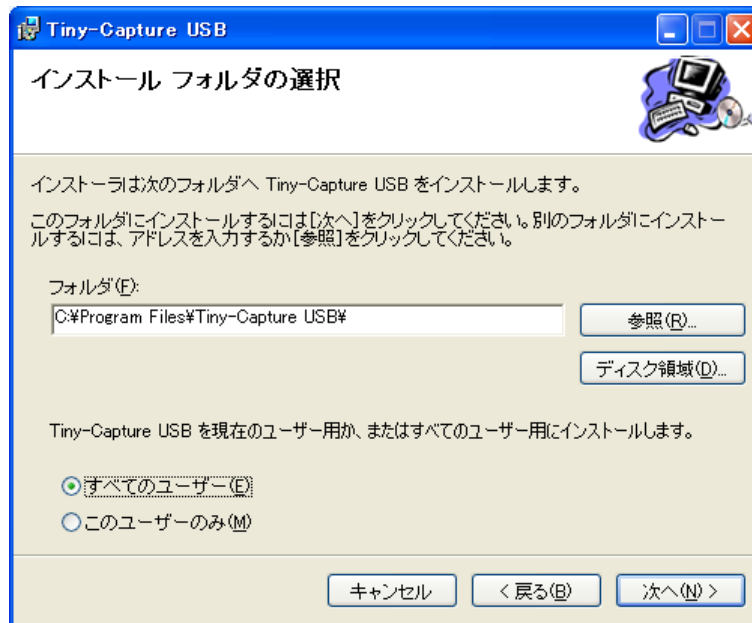 Tiny-Capture USB
インストール フォルダの選択
インストーラは次のフォルダへ Tiny-Capture USB をインストールします。
このフォルダにインストールするには[次へ]をクリックしてください。別のフォルダにインストー
ルするには、アドレスを入力するか[参照]をクリックしてください。
フォルダ(F):
C:¥Program Files¥Tiny-Capture USB¥
参照(R)...
ディスク領域(D)...
Tiny-Capture USB を現在のユーザー用か、またはすべてのユーザー用にインストールします。
すべてのユーザー(E)
このユーザーのみ(M)
キャンセル
< 戻る(B)
次へ(N) >